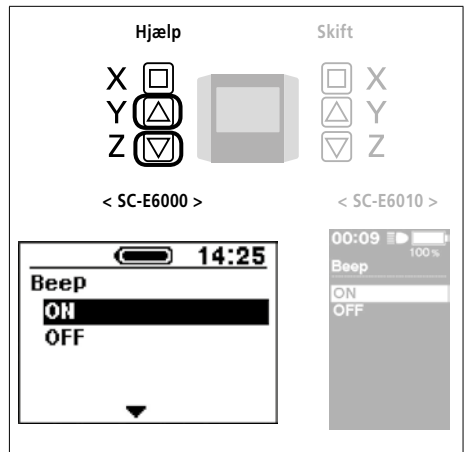 Hjælp Skift
X X
Y Y
Z Z
< SC-E6000 > < SC-E6010 >
14:25
Beep
ON
OFF
00:09
100%
Beep
ON
OFF